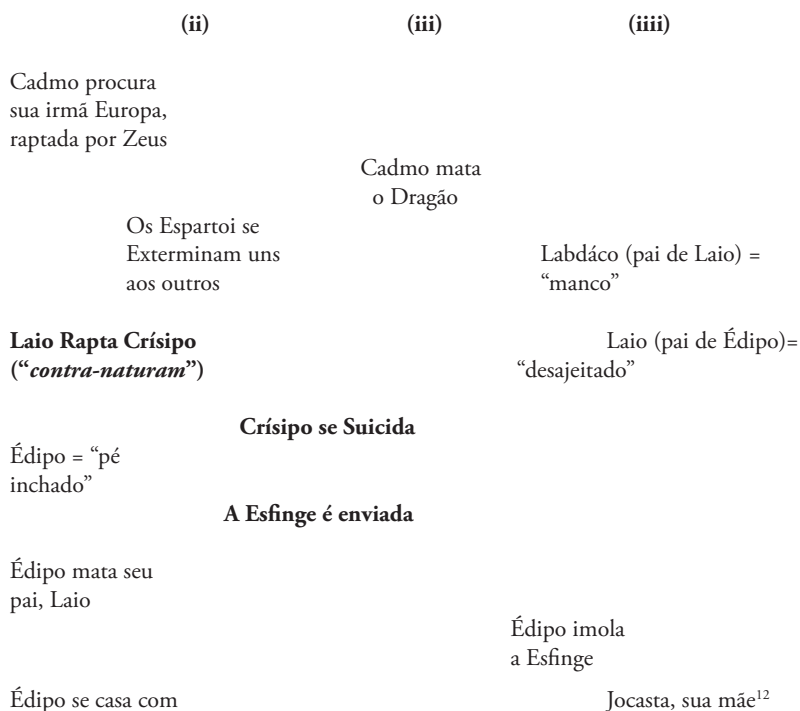 (ii) (iii) (iiii)
Cadmo procura
sua irmã Europa,
raptada por Zeus
Cadmo mata
o Dragão
Os Espartoi se
Exterminam uns
aos outros
Labdáco (pai de Laio) =
“manco”
Laio Rapta Crísipo
(“contra-naturam”)
Laio (pai de Édipo)=
“desajeitado”
Crísipo se Suicida
Édipo = “pé
inchado”
A Esfinge é enviada
Édipo mata seu
pai, Laio
Édipo imola
a Esfinge
Édipo se casa com Jocasta, sua mãe12